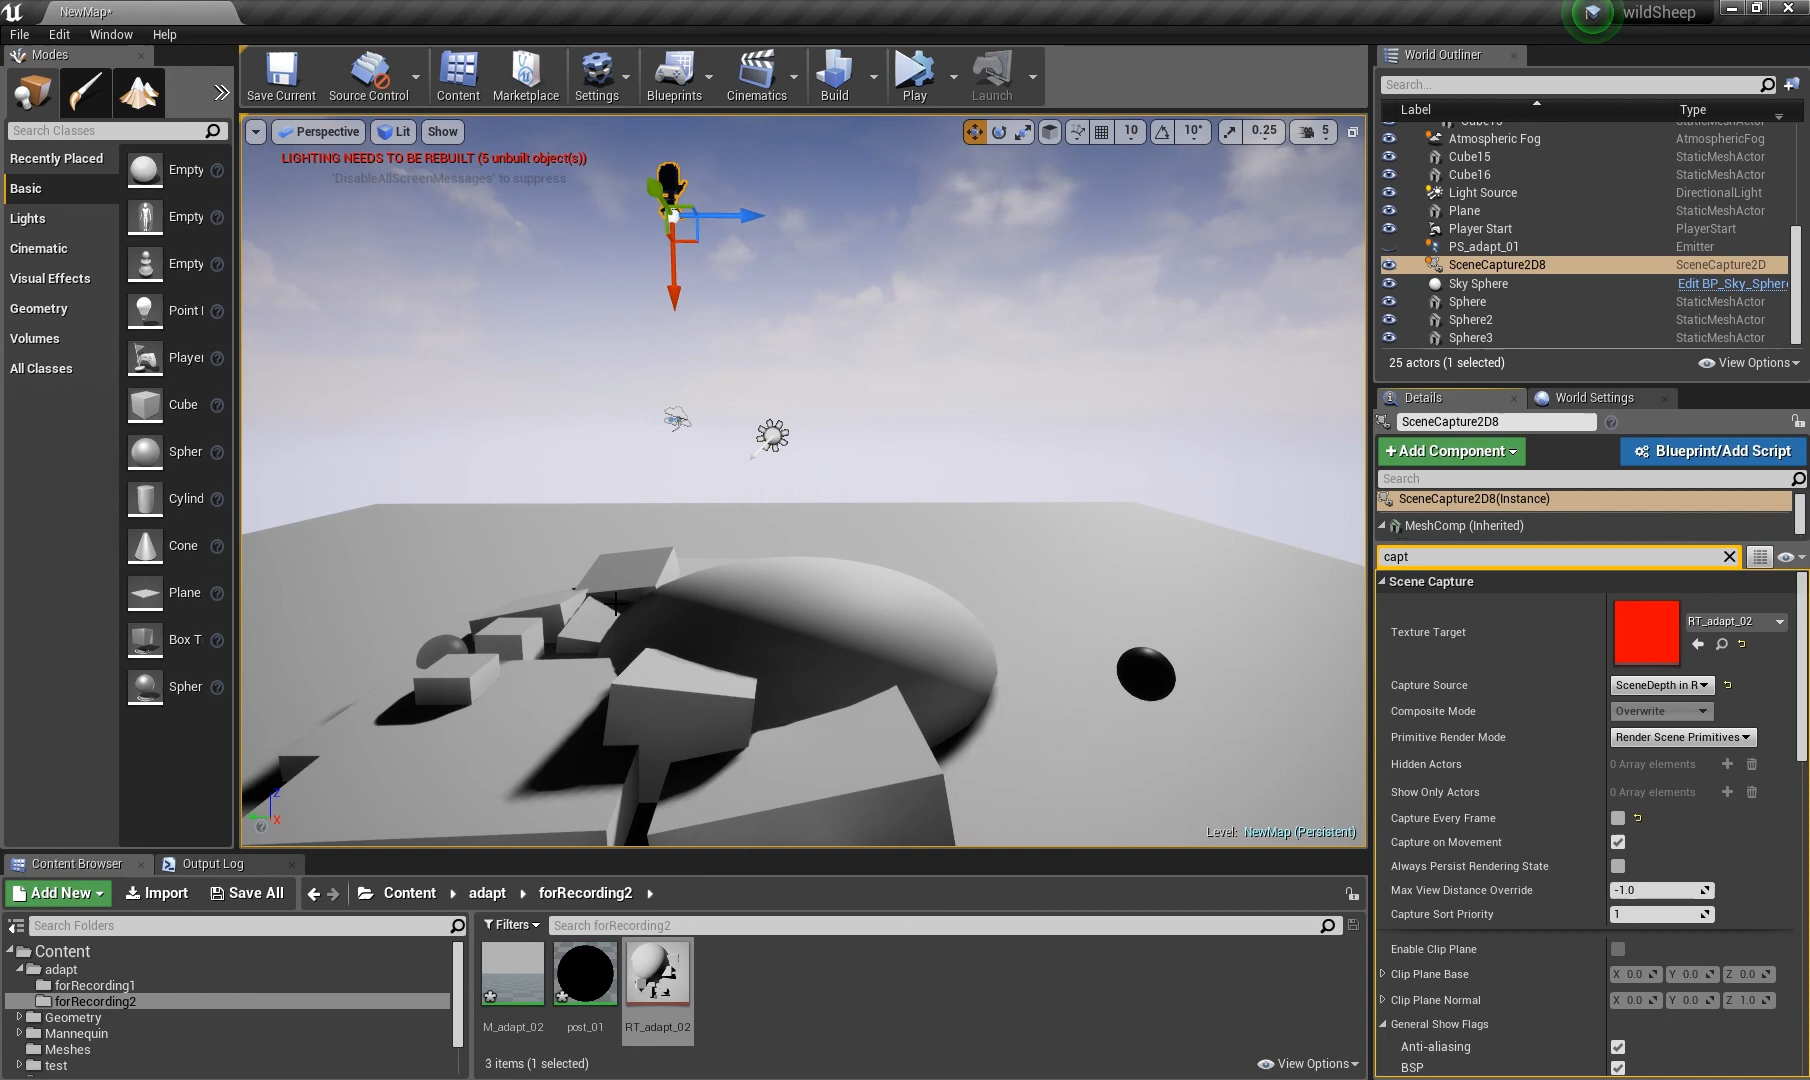 NewMap*
wildSheep
File Edit Window Help
Modes
Search Classes
Recently Placed
Basic
Lights
Cinematic
Visual Effects
Geometry
Volumes
All Classes
Empty
Empty
Empty
Point
Player
Cube
Spher
Cylind
Cone
Plane
Box T
Spher
Save Current Source Control Content Marketplace Settings Blueprints Cinematics Build Play Launch
Perspective Lit Show 10 10° 0.25 5
LIGHTING NEEDS TO BE REBUILT (5 unbuilt object(s))
'DisableAllScreenMessages' to suppress
Z
X
Level: NewMap (Persistent)
World Outliner
Search...
Label Type
Atmospheric Fog AtmosphericFog
Cube15 StaticMeshActor
Cube16 StaticMeshActor
Light Source DirectionalLight
Plane StaticMeshActor
Player Start PlayerStart
PS_adapt_01 Emitter
SceneCapture2D8 SceneCapture2D
Sky Sphere Edit BP_Sky_Sphere
Sphere StaticMeshActor
Sphere2 StaticMeshActor
Sphere3 StaticMeshActor
25 actors (1 selected) View Options
Details World Settings
SceneCapture2D8
+Add Component Blueprint/Add Script
Search
SceneCapture2D8(Instance)
MeshComp (Inherited)
capt
Scene Capture
Texture Target RT_adapt_02
Capture Source SceneDepth in R
Composite Mode Overwrite
Primitive Render Mode Render Scene Primitives
Hidden Actors 0 Array elements
Show Only Actors 0 Array elements
Capture Every Frame
Capture on Movement
Always Persist Rendering State
Max View Distance Override -1.0
Capture Sort Priority 1
Enable Clip Plane
Clip Plane Base X 0.0 Y 0.0 Z 0.0
Clip Plane Normal X 0.0 Y 0.0 Z 1.0
General Show Flags
Anti-aliasing
BSP
Content Browser Output Log
Add New Import Save All Content adapt forRecording2
Search Folders
Content
adapt
forRecording1
forRecording2
Geometry
Mannequin
Meshes
test
Filters Search forRecording2
M_adapt_02 post_01 RT_adapt_02
3 items (1 selected) View Options